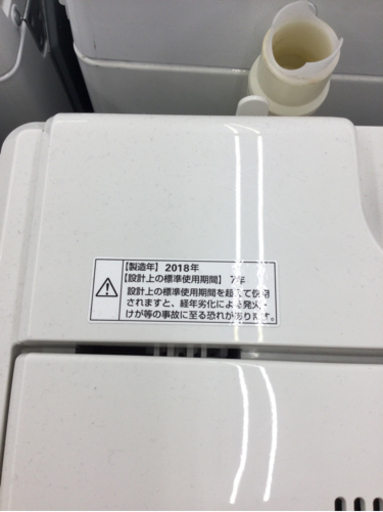 【製造年】2018年
【設計上の標準使用期間】 7年
設計上の標準使用期間を超えて使用
されますと、経年劣化による発火・
けが等の事故に至る恐れがあります。